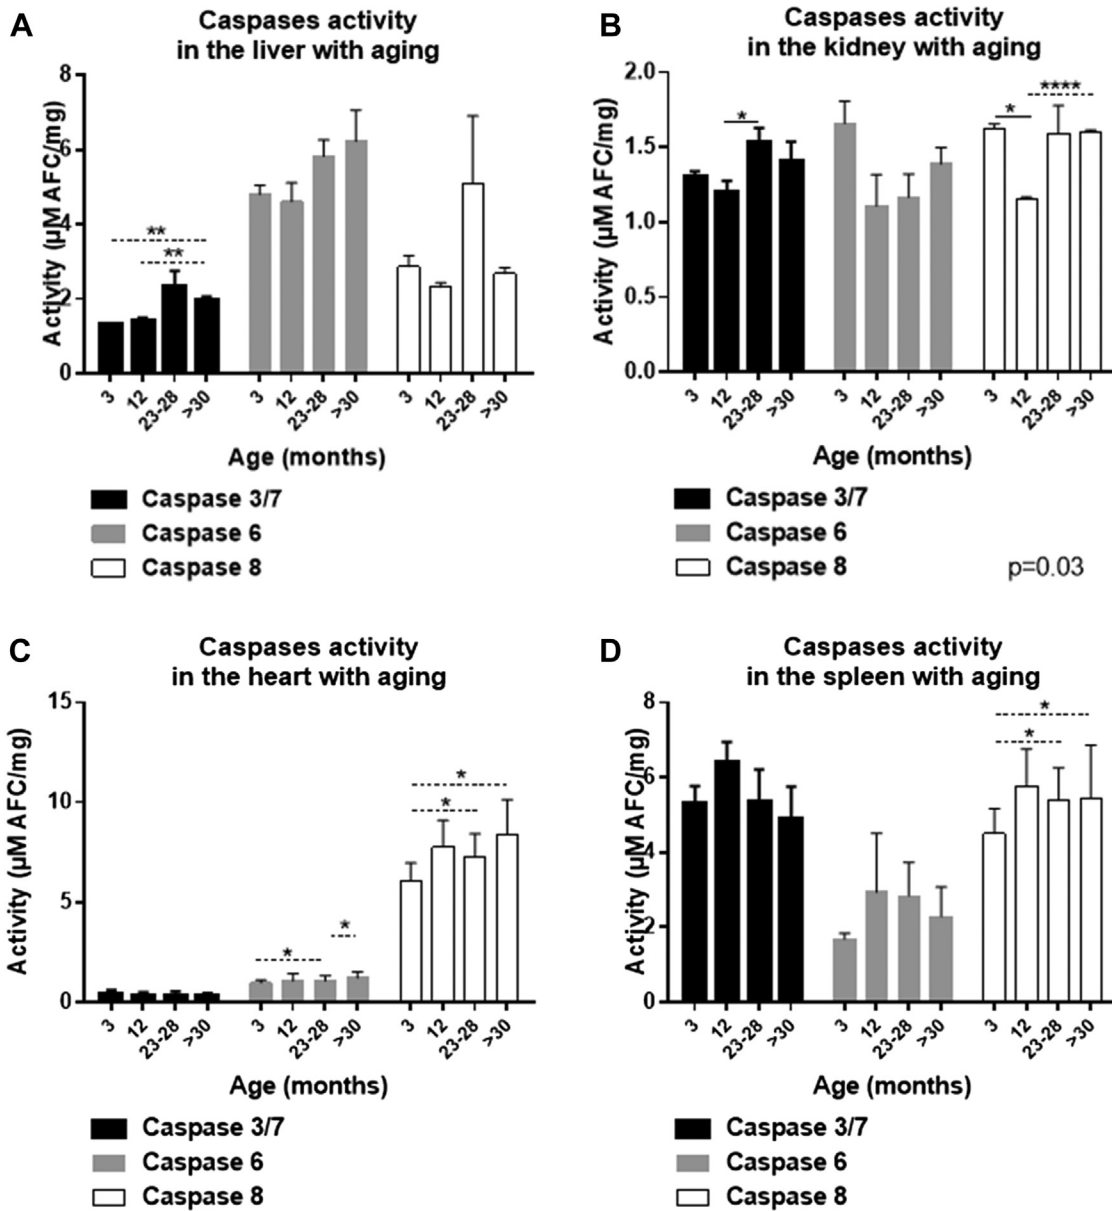 A
Caspases activity
in the liver with aging
Activity (µM AFC/mg)
8
6
4
2
0
**
**
3
12
23-28
>30
3
12
23-28
>30
3
12
23-28
>30
Age (months)
Caspase 3/7
Caspase 6
Caspase 8
B
Caspases activity
in the kidney with aging
Activity (µM AFC/mg)
2.0
1.5
1.0
0.5
0.0
*
*
****
3
12
23-28
>30
3
12
23-28
>30
3
12
23-28
>30
Age (months)
Caspase 3/7
Caspase 6
Caspase 8
p=0.03
C
Caspases activity
in the heart with aging
Activity (µM AFC/mg)
15
10
5
0
*
*
*
*
3
12
23-28
>30
3
12
23-28
>30
3
12
23-28
>30
Age (months)
Caspase 3/7
Caspase 6
Caspase 8
D
Caspases activity
in the spleen with aging
Activity (µM AFC/mg)
8
6
4
2
0
*
*
3
12
23-28
>30
3
12
23-28
>30
3
12
23-28
>30
Age (months)
Caspase 3/7
Caspase 6
Caspase 8